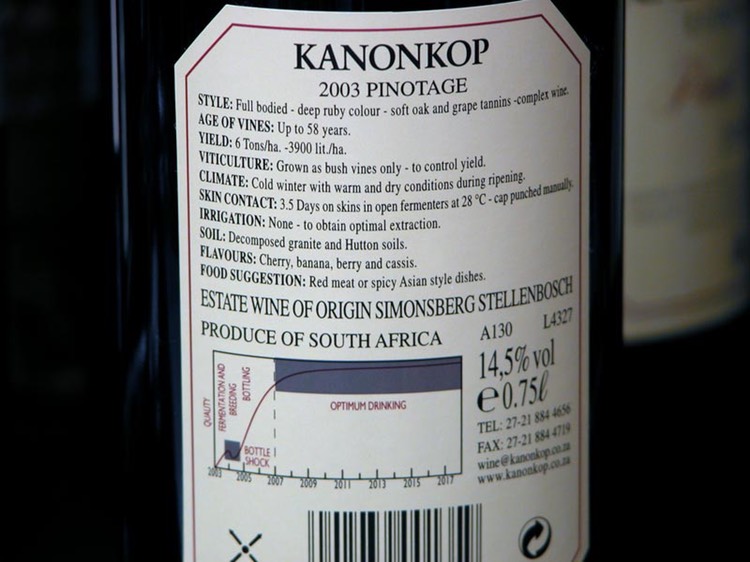 KANONKOP
2003 PINOTAGE
STYLE: Full bodied - deep ruby colour - soft oak and grape tannins -complex wine.
AGE OF VINES: Up to 58 years.
YIELD: 6 Tons/ha. -3900 lit./ha.
VITICULTURE: Grown as bush vines only - to control yield.
CLIMATE: Cold winter with warm and dry conditions during ripening.
SKIN CONTACT: 3.5 Days on skins in open fermenters at 28 °C - cap punched manually.
IRRIGATION: None - to obtain optimal extraction.
SOIL: Decomposed granite and Hutton soils.
FLAVOURS: Cherry, banana, berry and cassis.
FOOD SUGGESTION: Red meat or spicy Asian style dishes.
ESTATE WINE OF ORIGIN SIMONSBERG STELLENBOSCH
PRODUCE OF SOUTH AFRICA
A130 L4327
14,5% vol
e0.75ℓ
TEL: 27-21 884 4656
FAX: 27-21 884 4719
wine@kanonkop.co.za
www.kanonkop.co.za
QUALITY
FERMENTATION AND
BREEDING
BOTTLING
OPTIMUM DRINKING
BOTTLE
SHOCK
2003 2005 2007 2009 2011 2013 2015 2017